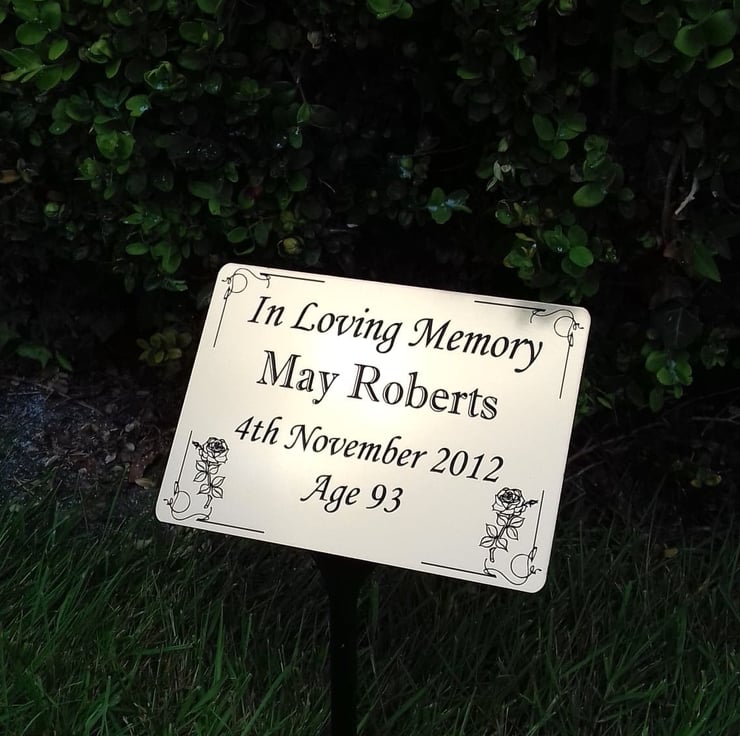 In Loving Memory
May Roberts
4th November 2012
Age 93